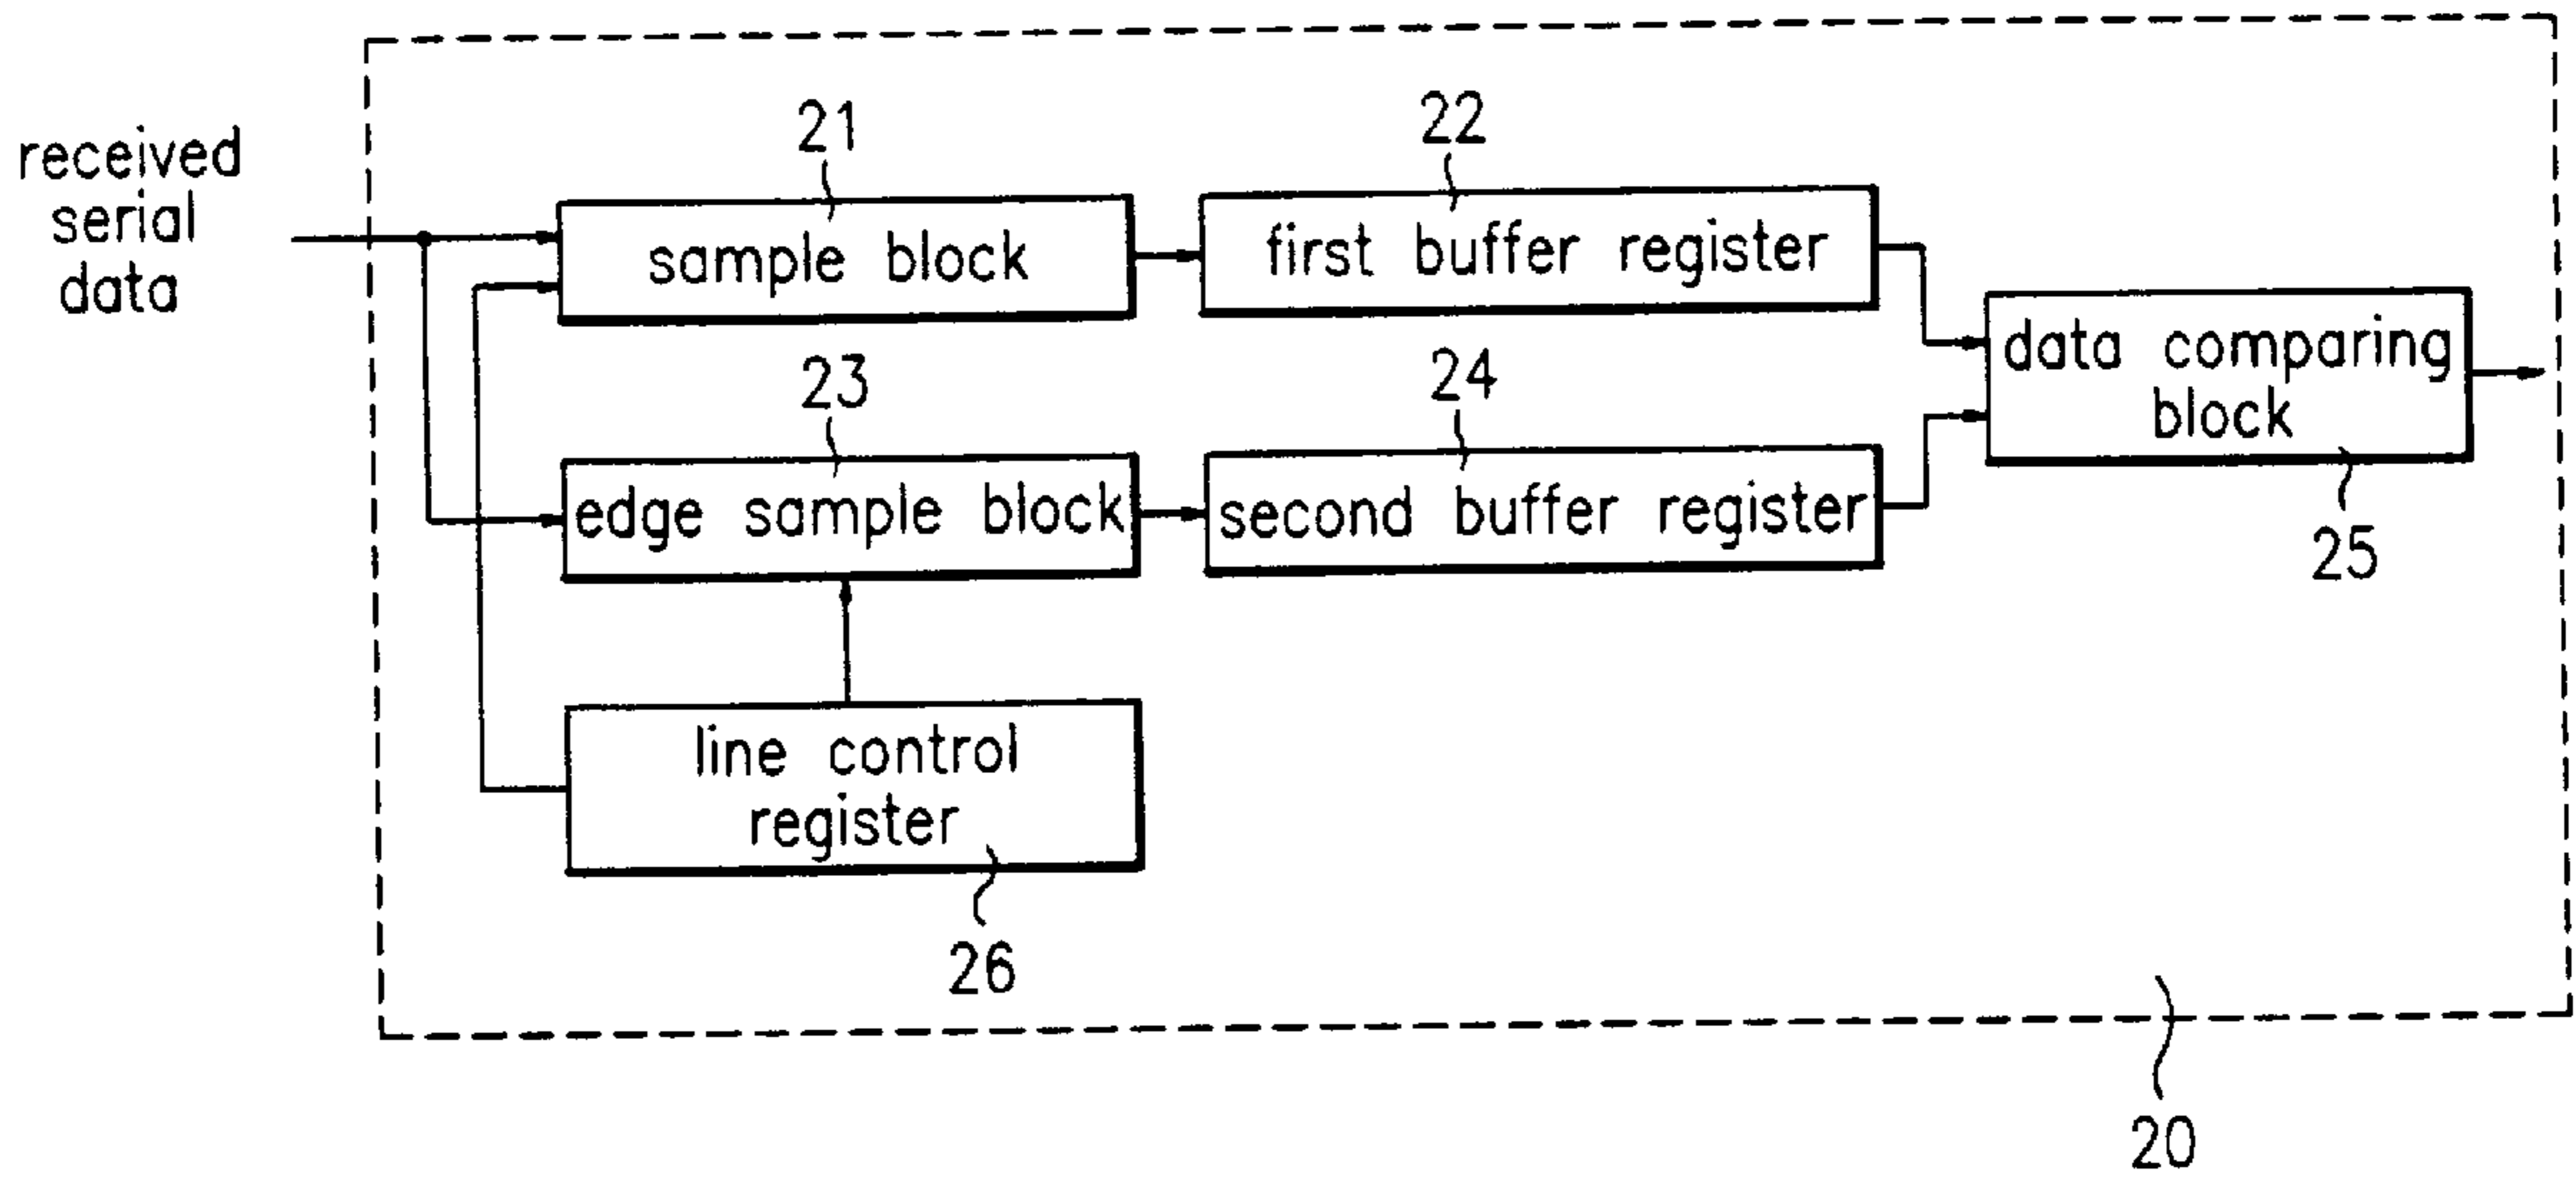 received
serial
data
21
sample block
22
first buffer register
23
edge sample block
24
second buffer register
data comparing
block
25
line control
register
26
20